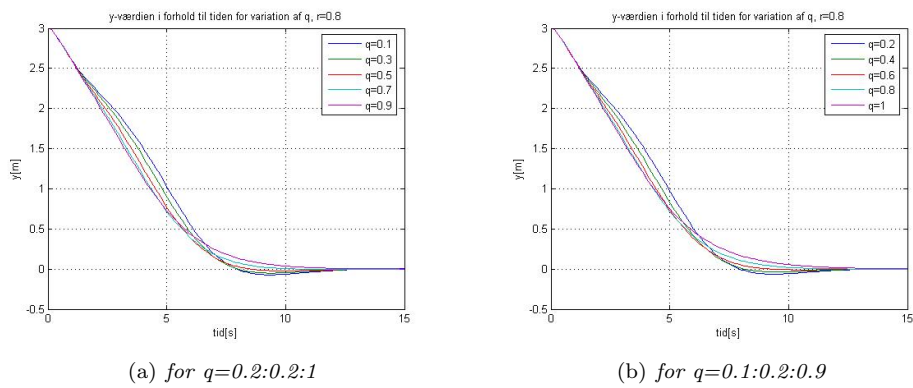 y-værdien i forhold til tiden for variation af q, r=0.8
3
2.5
2
1.5
1
0.5
0
-0.5
y[m]
0 5 10 15
tid[s]
q=0.1
q=0.3
q=0.5
q=0.7
q=0.9
(a) for q=0.2:0.2:1
y-værdien i forhold til tiden for variation af q, r=0.8
3
2.5
2
1.5
1
0.5
0
-0.5
y[m]
0 5 10 15
tid[s]
q=0.2
q=0.4
q=0.6
q=0.8
q=1
(b) for q=0.1:0.2:0.9